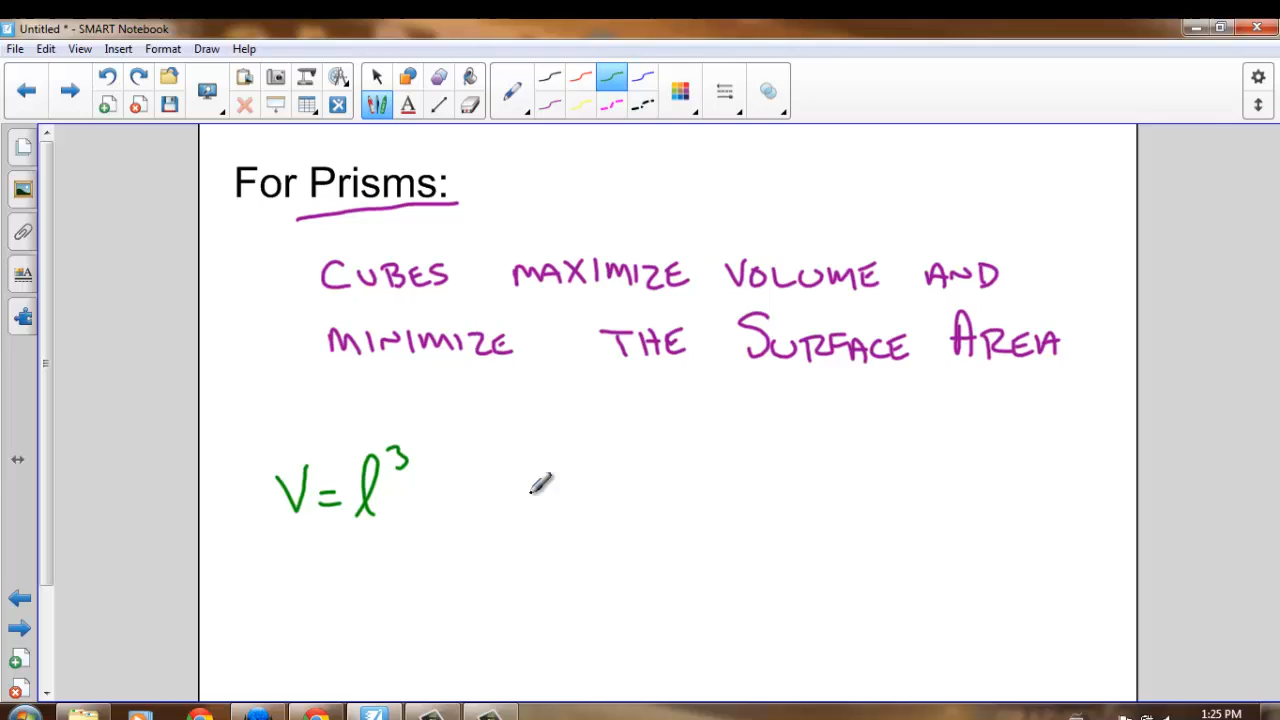 Untitled * - SMART Notebook
File Edit View Insert Format Draw Help
For Prisms:
CUBES MAXIMIZE VOLUME AND
MINIMIZE THE SURFACE AREA
V = l³
1:25 PM